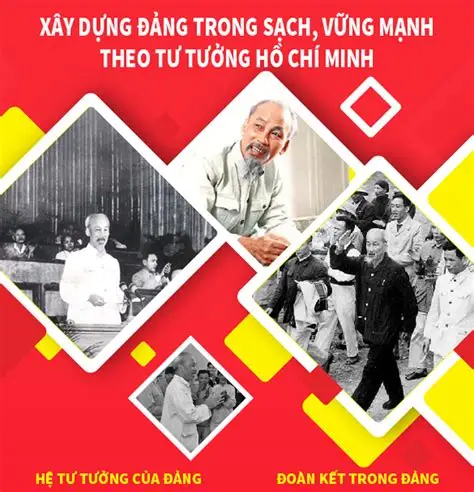 XÂY DỰNG ĐẢNG TRONG SẠCH, VỮNG MẠNH
THEO TƯ TƯỞNG HỒ CHÍ MINH
HỆ TƯ TƯỞNG CỦA ĐẢNG
ĐOÀN KẾT TRONG ĐẢNG